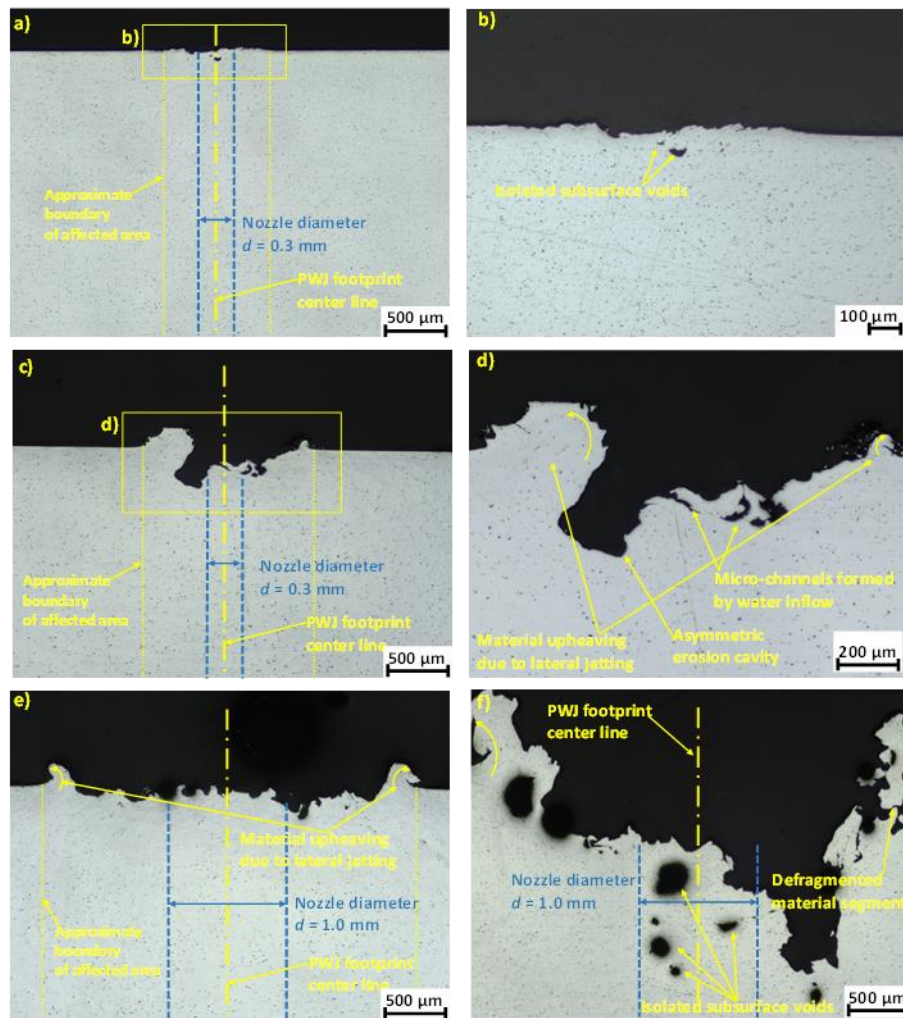 a)
b)
Approximate
boundary
of affected area
Nozzle diameter
d = 0.3 mm
PWJ footprint
center line
500 µm
b)
Isolated subsurface voids
100 µm
c)
d)
Approximate
boundary
of affected area
Nozzle diameter
d = 0.3 mm
PWJ footprint
center line
500 µm
d)
Micro-channels formed
by water inflow
Material upheaving
due to lateral jetting
Asymmetric
erosion cavity
200 µm
e)
Material upheaving
due to lateral jetting
Nozzle diameter
d = 1.0 mm
Approximate
boundary
of affected area
PWJ footprint
center line
500 µm
f)
PWJ footprint
center line
Nozzle diameter
d = 1.0 mm
Defragmented
material segment
Isolated subsurface voids
500 µm